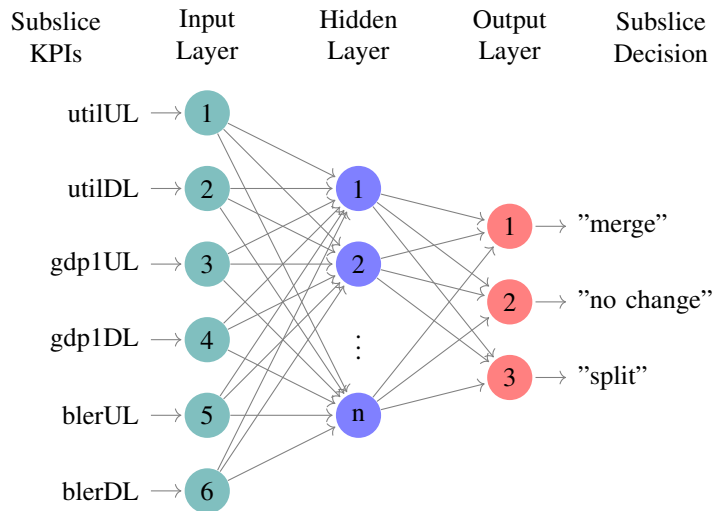 Subslice KPIs
Input Layer
Hidden Layer
Output Layer
Subslice Decision
utilUL
1
utilDL
2
1
gdp1UL
3
2
gdp1DL
4
⋮
blerUL
5
n
blerDL
6
1
”merge”
2
”no change”
3
”split”